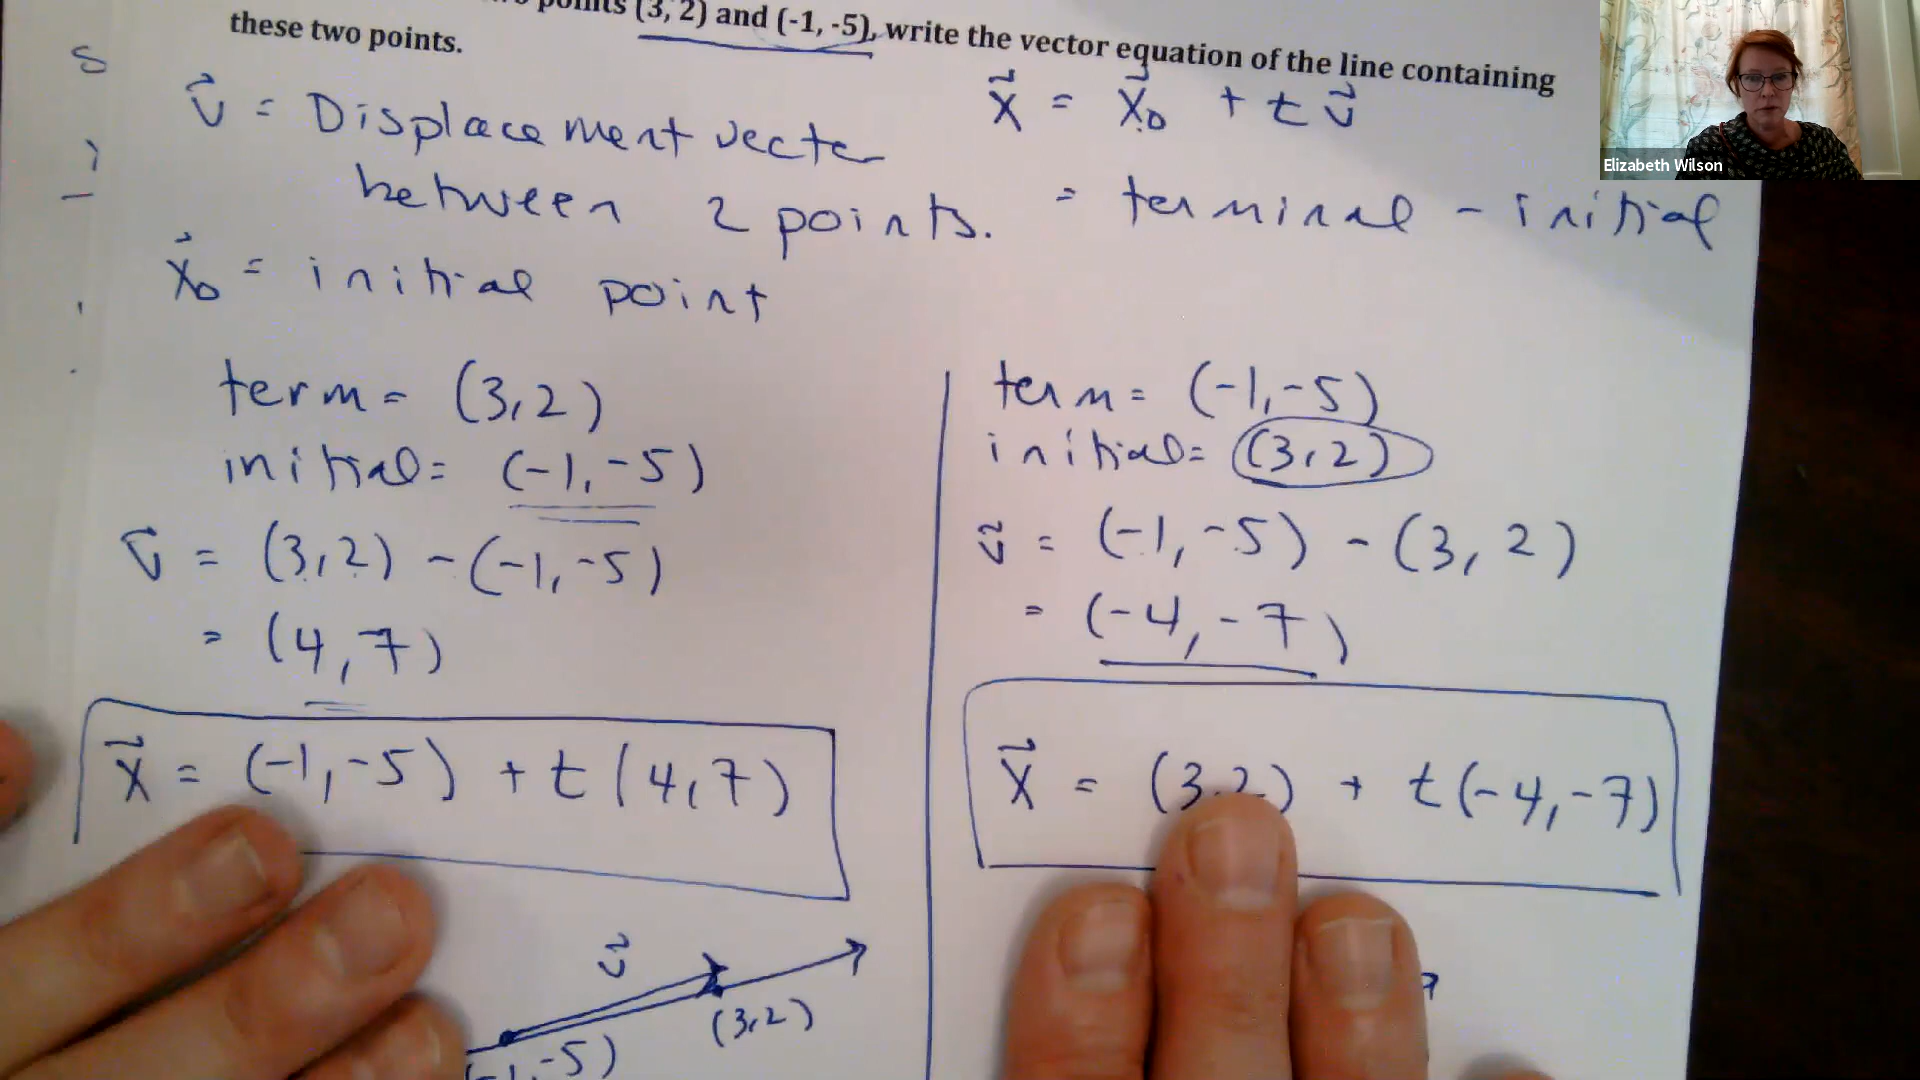 points (3, 2) and (-1, -5), write the vector equation of the line containing
these two points.
Elizabeth Wilson
v⃗ = Displacement vector
between 2 points. = terminal - initial
x⃗₀ = initial point
x⃗ = x⃗₀ + t v⃗
term = (3,2)
initial = (-1,-5)
v⃗ = (3,2) - (-1,-5)
= (4,7)
x⃗ = (-1,-5) + t(4,7)
v⃗
(3,2)
(-1,-5)
term = (-1,-5)
initial = (3,2)
v⃗ = (-1,-5) - (3,2)
= (-4,-7)
x⃗ = (3,2) + t(-4,-7)